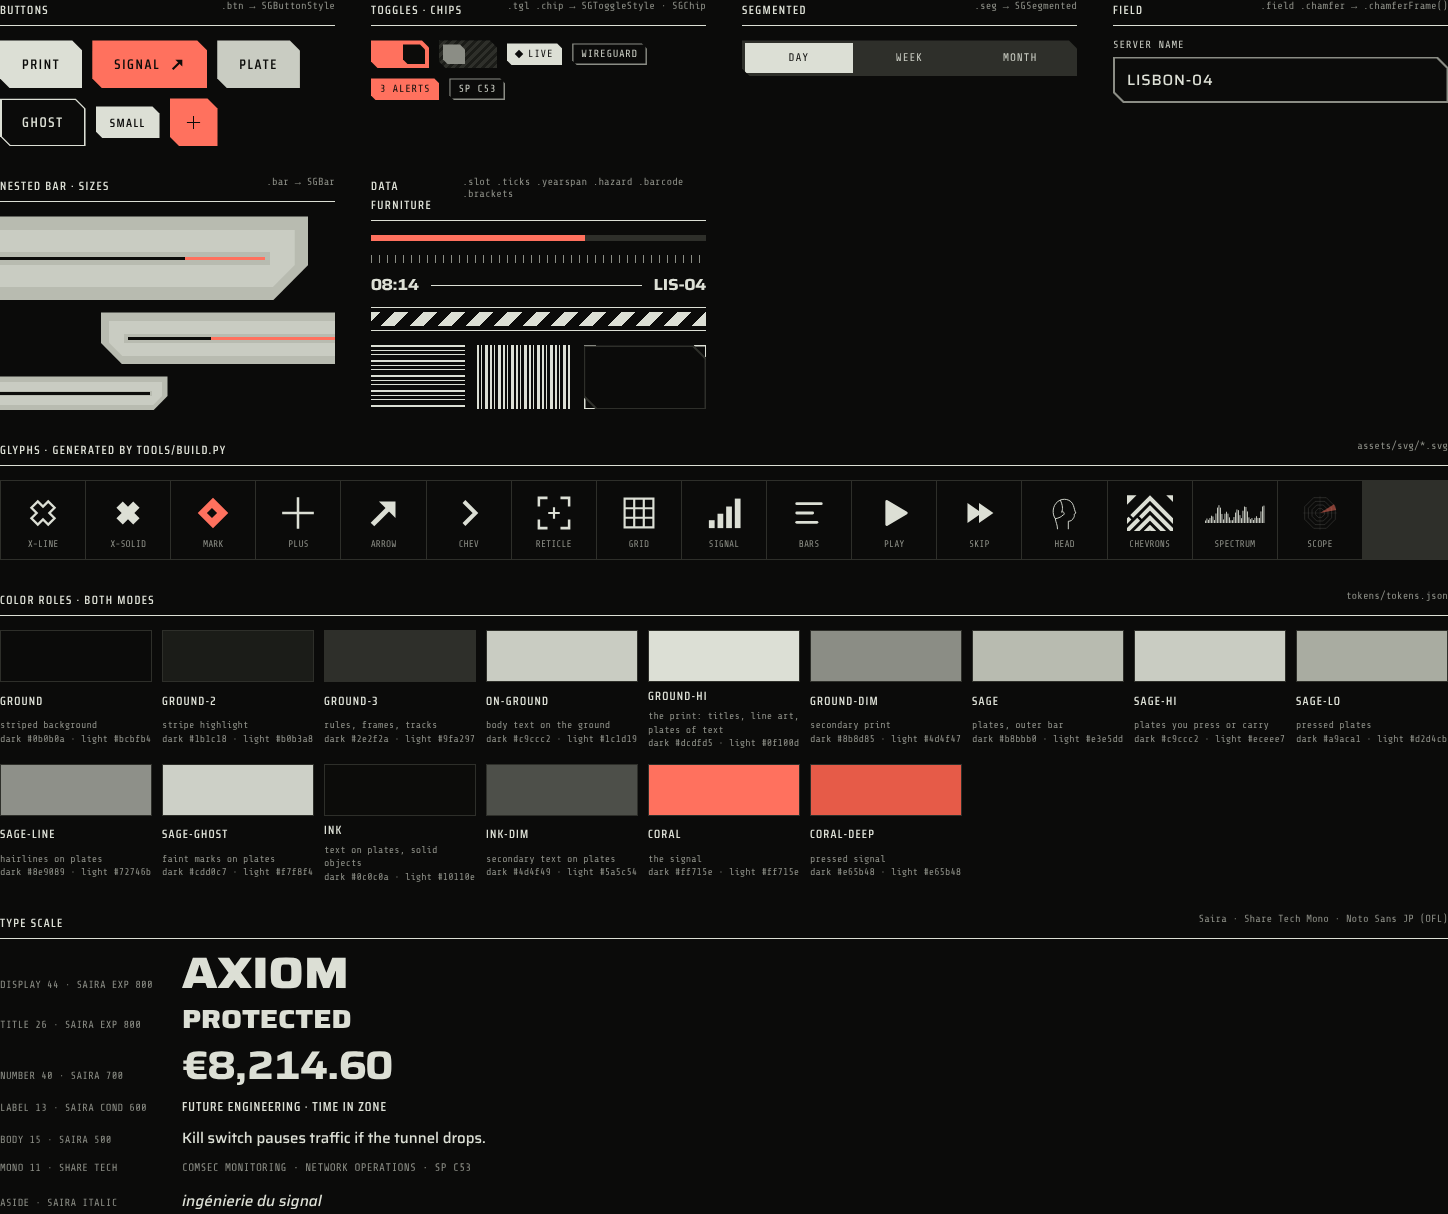 BUTTONS
.btn → SGButtonStyle
PRINT
SIGNAL ↗
PLATE
GHOST
SMALL
+
TOGGLES · CHIPS
.tgl .chip → SGToggleStyle · SGChip
◆ LIVE
WIREGUARD
3 ALERTS
SP C53
SEGMENTED
.seg → SGSegmented
DAY
WEEK
MONTH
FIELD
.field .chamfer → .chamferFrame()
SERVER NAME
LISBON-04
NESTED BAR · SIZES
.bar → SGBar
DATA
FURNITURE
.slot .ticks .yearspan .hazard .barcode
.brackets
08:14
LIS-04
GLYPHS · GENERATED BY TOOLS/BUILD.PY
assets/svg/*.svg
X-LINE
X-SOLID
MARK
PLUS
ARROW
CHEV
RETICLE
GRID
SIGNAL
BARS
PLAY
SKIP
HEAD
CHEVRONS
SPECTRUM
SCOPE
COLOR ROLES · BOTH MODES
tokens/tokens.json
GROUND
striped background
dark #0b0b0a · light #bcbfb4
GROUND-2
stripe highlight
dark #1b1c18 · light #b0b3a8
GROUND-3
rules, frames, tracks
dark #2e2f2a · light #9fa297
ON-GROUND
body text on the ground
dark #c9ccc2 · light #1c1d19
GROUND-HI
the print: titles, line art,
plates of text
dark #dcdfd5 · light #0f100d
GROUND-DIM
secondary print
dark #8b8d85 · light #4d4f47
SAGE
plates, outer bar
dark #b8bbb0 · light #e3e5dd
SAGE-HI
plates you press or carry
dark #c9ccc2 · light #eceee7
SAGE-LO
pressed plates
dark #a9aca1 · light #d2d4cb
SAGE-LINE
hairlines on plates
dark #8e9089 · light #72746b
SAGE-GHOST
faint marks on plates
dark #cdd0c7 · light #f7f8f4
INK
text on plates, solid
objects
dark #0c0c0a · light #10110e
INK-DIM
secondary text on plates
dark #4d4f49 · light #5a5c54
CORAL
the signal
dark #ff715e · light #ff715e
CORAL-DEEP
pressed signal
dark #e65b48 · light #e65b48
TYPE SCALE
Saira · Share Tech Mono · Noto Sans JP (OFL)
DISPLAY 44 · SAIRA EXP 800
AXIOM
TITLE 26 · SAIRA EXP 800
PROTECTED
NUMBER 40 · SAIRA 700
€8,214.60
LABEL 13 · SAIRA COND 600
FUTURE ENGINEERING · TIME IN ZONE
BODY 15 · SAIRA 500
Kill switch pauses traffic if the tunnel drops.
MONO 11 · SHARE TECH
COMSEC MONITORING · NETWORK OPERATIONS · SP C53
ASIDE · SAIRA ITALIC
ingénierie du signal